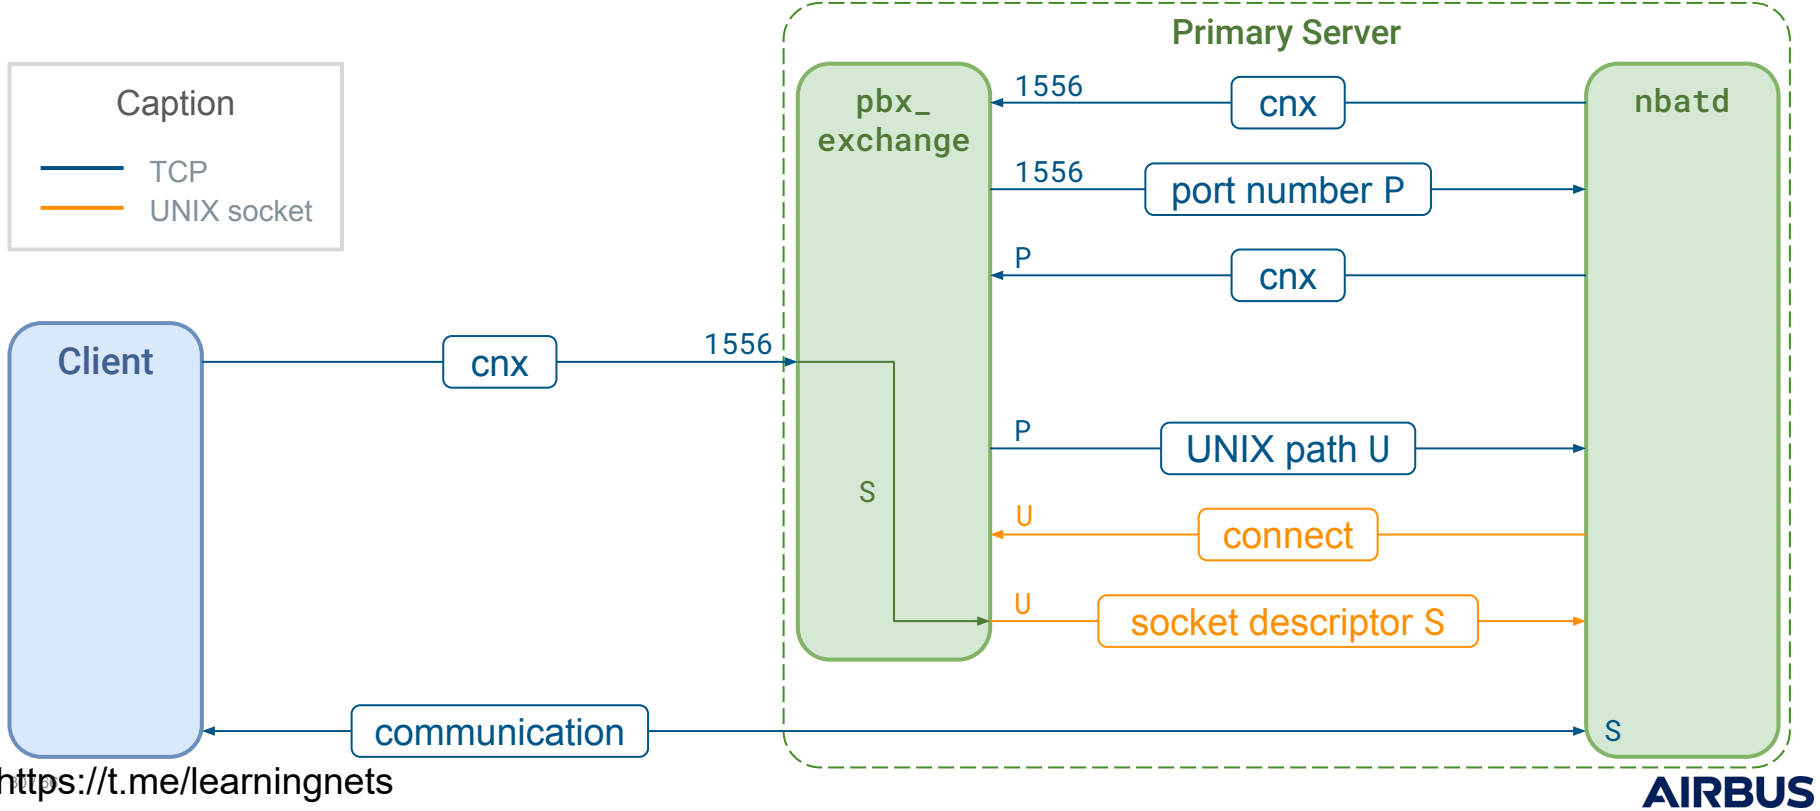 Primary Server
Caption
TCP
UNIX socket
pbx_
exchange
nbatd
1556
cnx
1556
port number P
P
cnx
Client
cnx
1556
P
UNIX path U
S
U
connect
U
socket descriptor S
communication
S
https://t.me/learningnets
AIRBUS